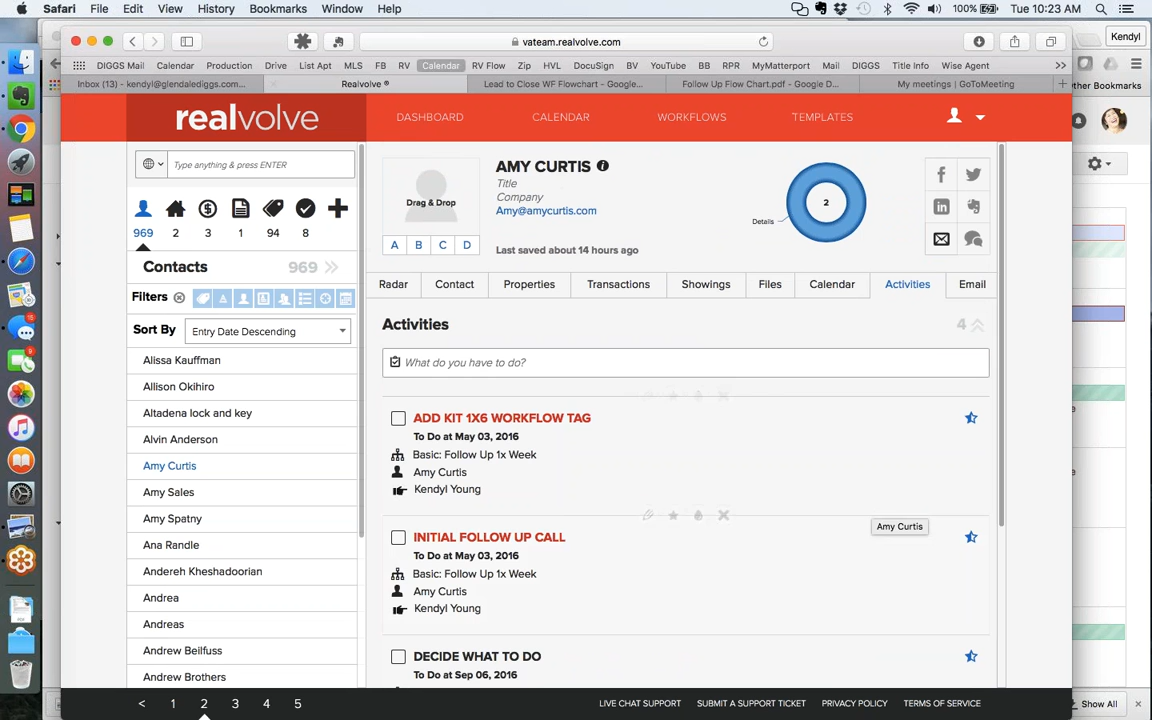 Safari File Edit View History Bookmarks Window Help 100% Tue 10:23 AM
vateam.realvolve.com
Kendyl
DIGGS Mail Calendar Production Drive List Apt MLS FB RV Calendar RV Flow Zip HVL DocuSign BV YouTube BB RPR MyMatterport Mail DIGGS Title Info Wise Agent >>
Inbox (13) - kendyl@glendalediggs.com... Realvolve ® Lead to Close WF Flowchart - Google... Follow Up Flow Chart.pdf - Google D... My meetings | GoToMeeting
ther Bookmarks
realvolve DASHBOARD CALENDAR WORKFLOWS TEMPLATES
Type anything & press ENTER
969 2 3 1 94 8
Contacts 969
Filters
Sort By Entry Date Descending
Alissa Kauffman
Allison Okihiro
Altadena lock and key
Alvin Anderson
Amy Curtis
Amy Sales
Amy Spatny
Ana Randle
Andereh Kheshadoorian
Andrea
Andreas
Andrew Beilfuss
Andrew Brothers
< 1 2 3 4 5
Drag & Drop
A B C D
AMY CURTIS
Title
Company
Amy@amycurtis.com
Last saved about 14 hours ago
Details
2
Radar Contact Properties Transactions Showings Files Calendar Activities Email
Activities 4
What do you have to do?
ADD KIT 1X6 WORKFLOW TAG
To Do at May 03, 2016
Basic: Follow Up 1x Week
Amy Curtis
Kendyl Young
Amy Curtis
INITIAL FOLLOW UP CALL
To Do at May 03, 2016
Basic: Follow Up 1x Week
Amy Curtis
Kendyl Young
DECIDE WHAT TO DO
To Do at Sep 06, 2016
LIVE CHAT SUPPORT SUBMIT A SUPPORT TICKET PRIVACY POLICY TERMS OF SERVICE
Show All